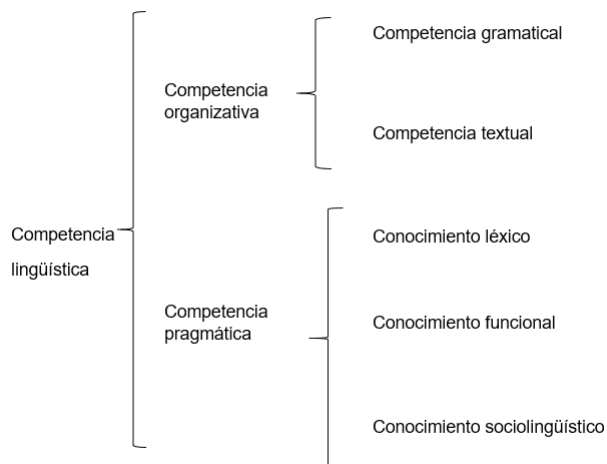 Competencia gramatical
Competencia
organizativa
Competencia textual
Competencia
lingüística
Conocimiento léxico
Competencia
pragmática
Conocimiento funcional
Conocimiento sociolingüístico